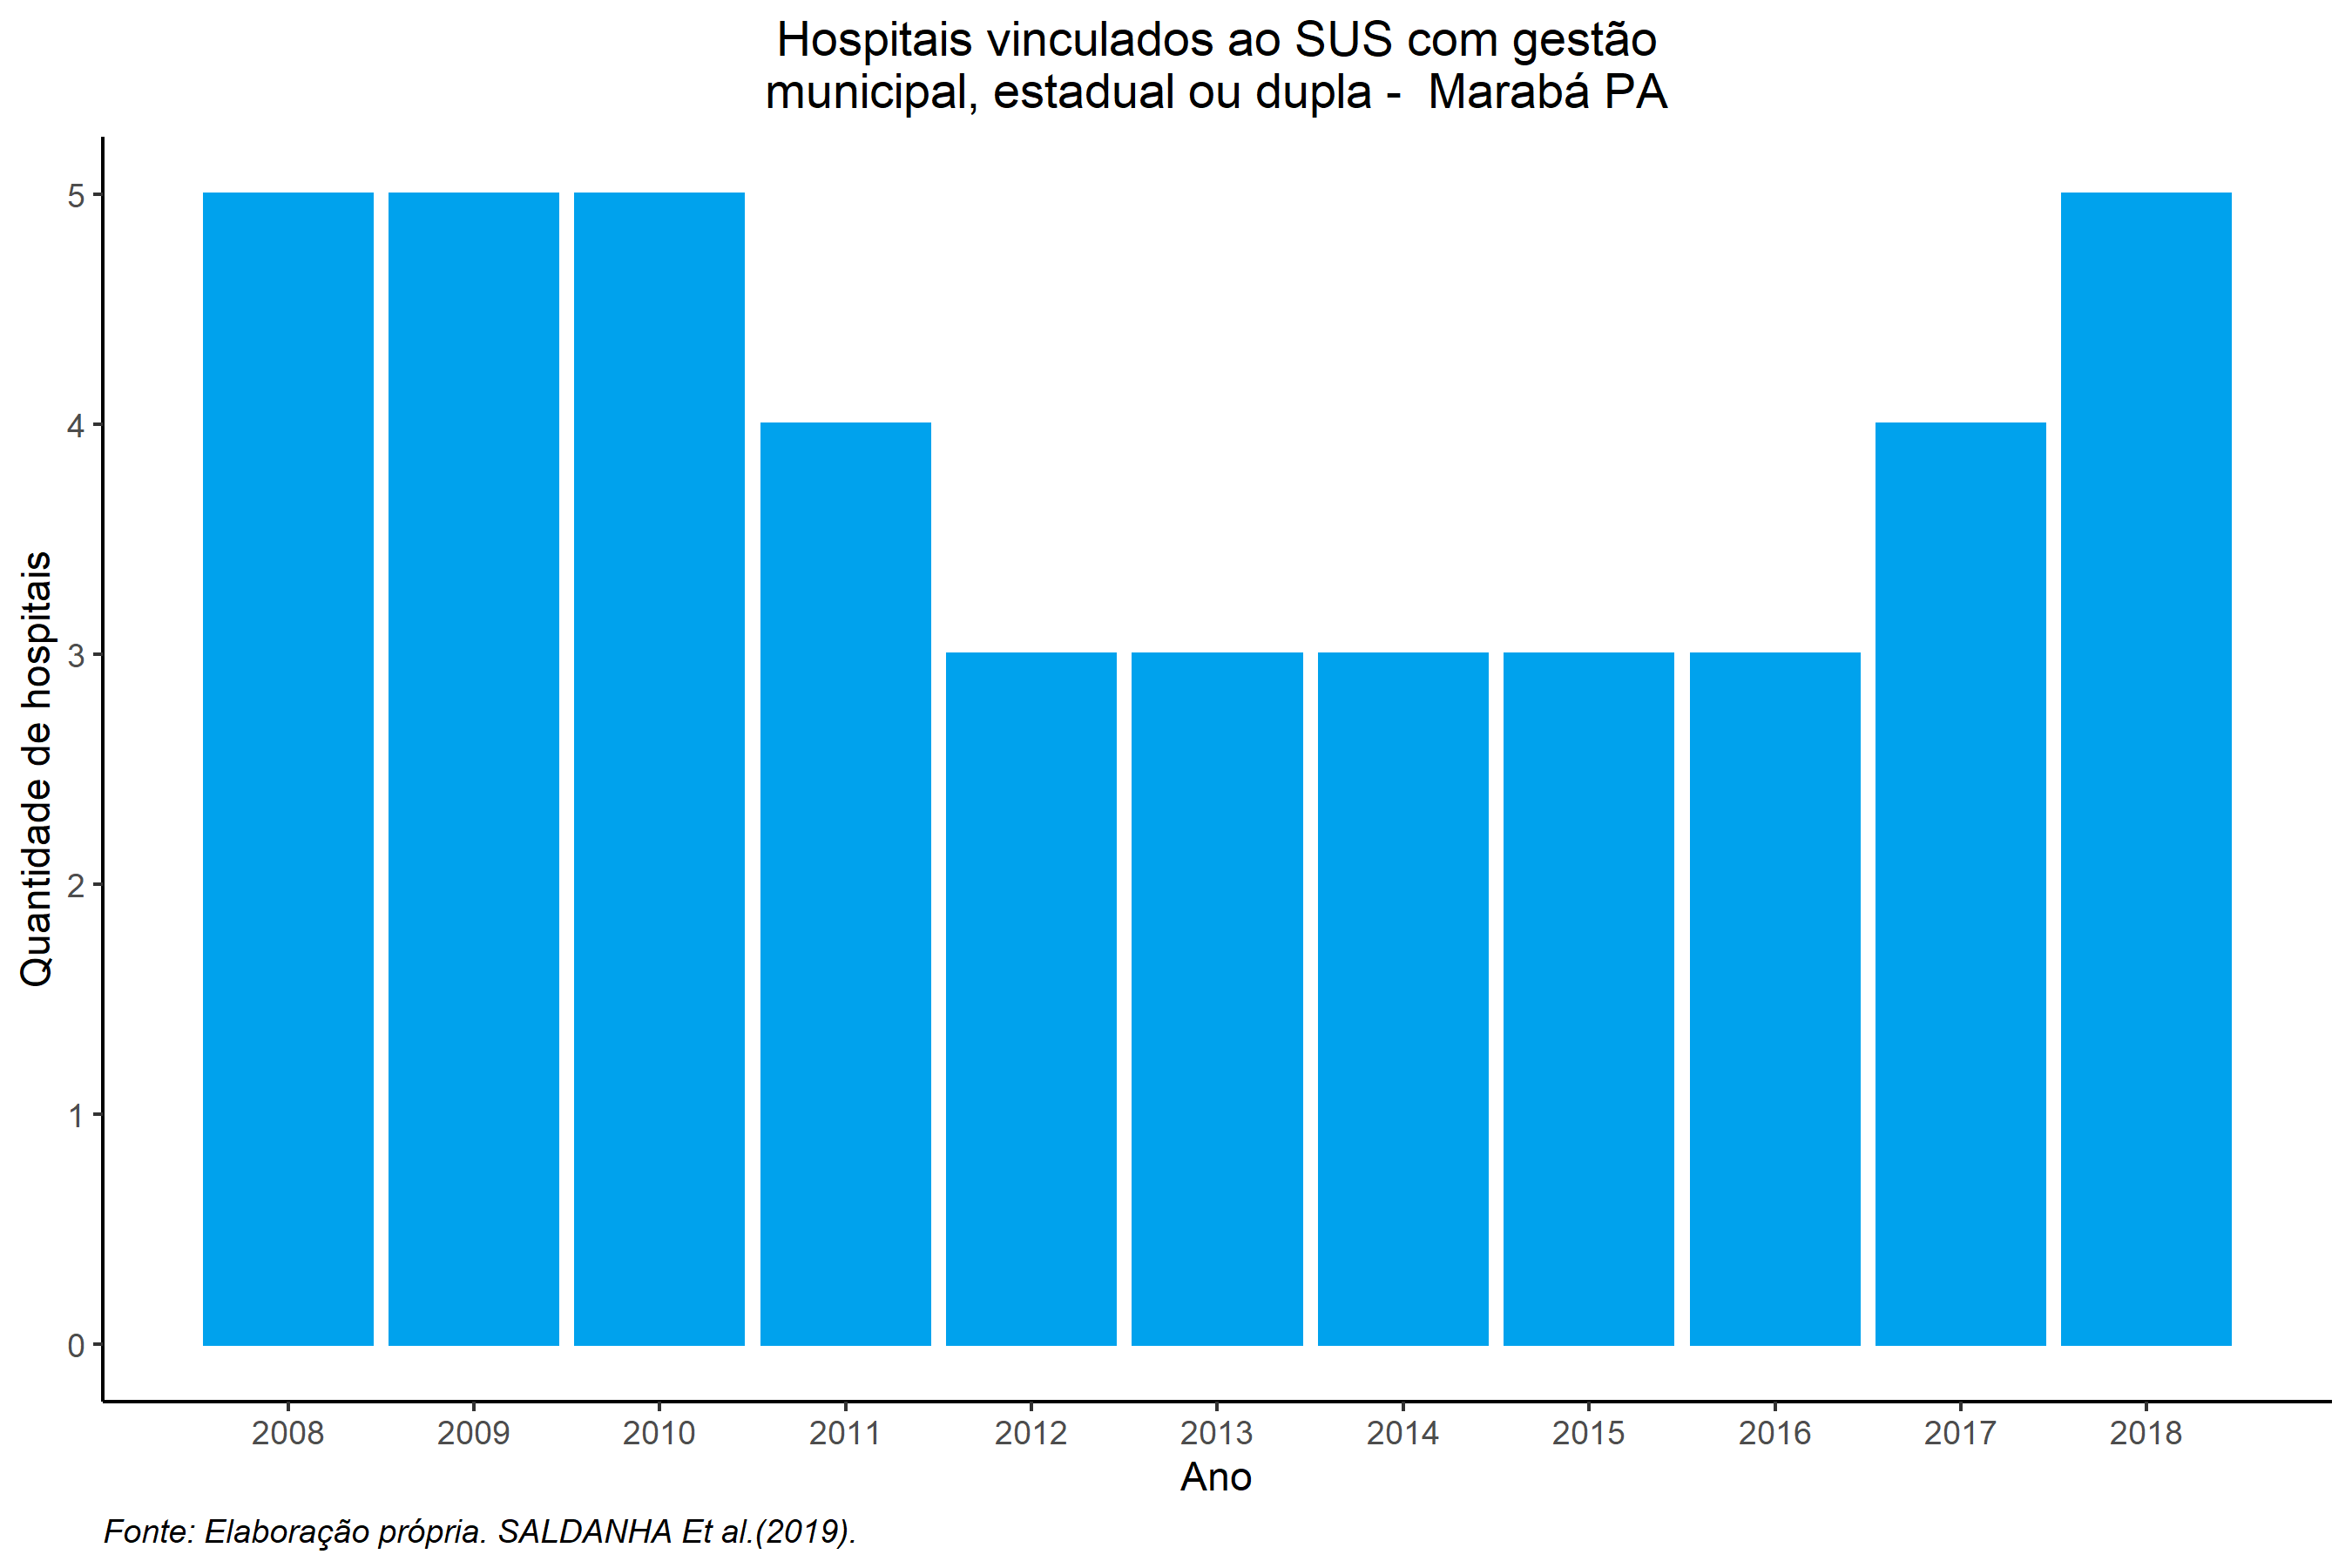 Hospitais vinculados ao SUS com gestão
municipal, estadual ou dupla -  Marabá PA
Quantidade de hospitais
5
4
3
2
1
0
2008 2009 2010 2011 2012 2013 2014 2015 2016 2017 2018
Ano
Fonte: Elaboração própria. SALDANHA Et al.(2019).